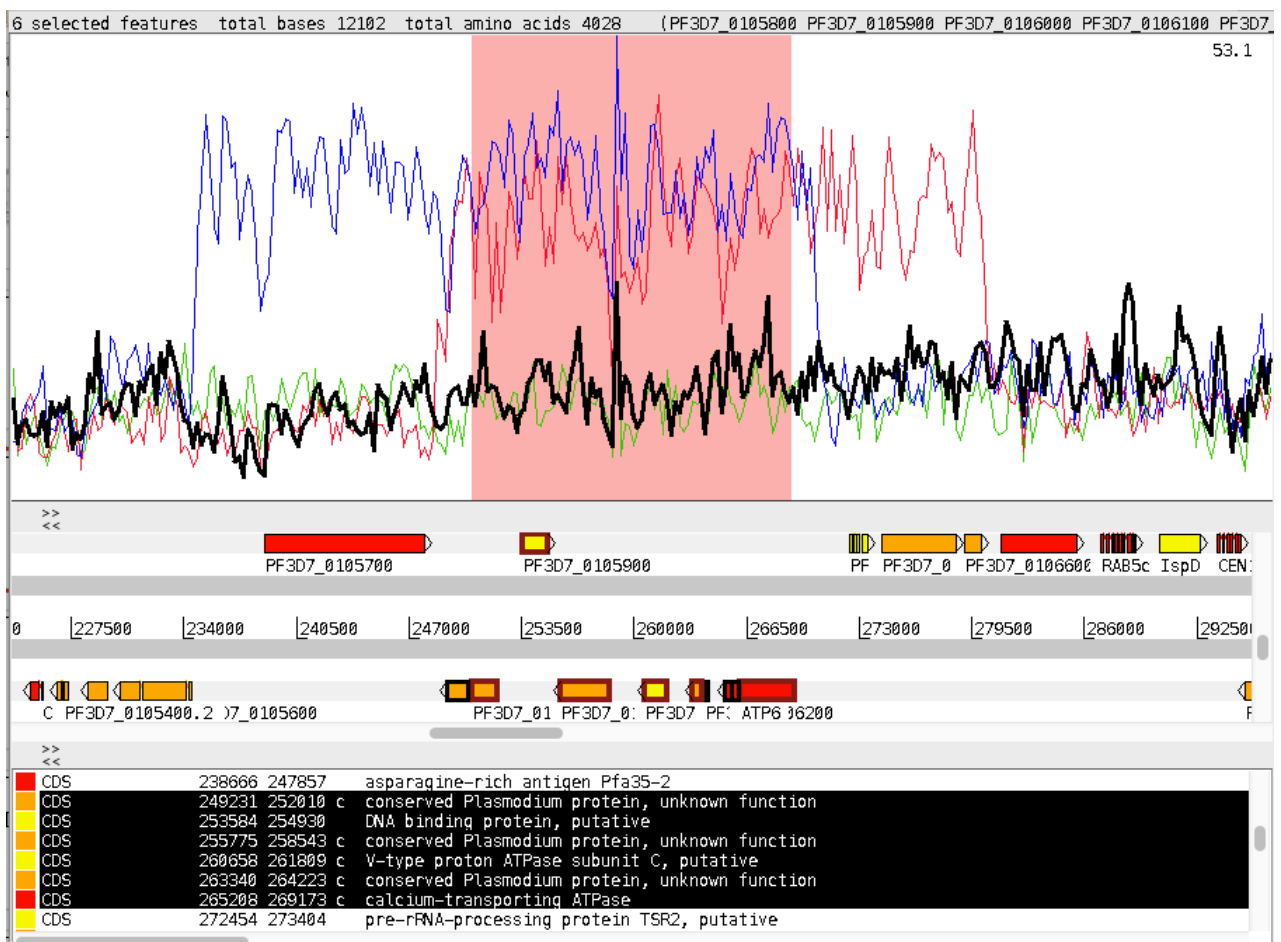 6 selected features total bases 12102 total amino acids 4028 (PF3D7_0105800 PF3D7_0105900 PF3D7_0106000 PF3D7_0106100 PF3D7_
53.1
>>
<<
PF3D7_0105700 PF3D7_0105900 PF PF3D7_0 PF3D7_0106600 RAB5c IspD CEN
0 227500 234000 240500 247000 253500 260000 266500 273000 279500 286000 29250
C PF3D7_0105400.2 7_0105600 PF3D7_01 PF3D7_0 PF3D7 PF ATP6 6200
>>
<<
CDS 238666 247857 asparagine-rich antigen Pfa35-2
CDS 249231 252010 c conserved Plasmodium protein, unknown function
CDS 253584 254930 DNA binding protein, putative
CDS 255775 258543 c conserved Plasmodium protein, unknown function
CDS 260658 261809 c V-type proton ATPase subunit C, putative
CDS 263340 264223 c conserved Plasmodium protein, unknown function
CDS 265208 269173 c calcium-transporting ATPase
CDS 272454 273404 pre-rRNA-processing protein TSR2, putative